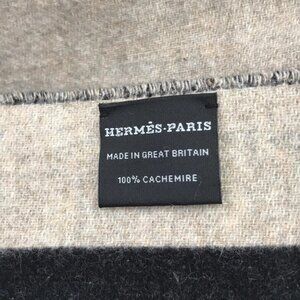 HERMÈS-PARIS
MADE IN GREAT BRITAIN
100% CACHEMIRE